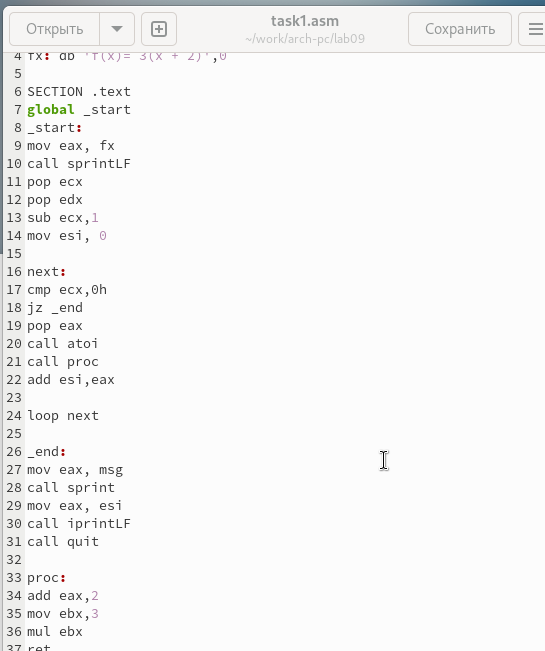 Открыть
task1.asm
~/work/arch-pc/lab09
Сохранить
4 fx: db 'f(x)= 3(x + 2)',0
5
6 SECTION .text
7 global _start
8 _start:
9 mov eax, fx
10 call sprintLF
11 pop ecx
12 pop edx
13 sub ecx,1
14 mov esi, 0
15
16 next:
17 cmp ecx,0h
18 jz _end
19 pop eax
20 call atoi
21 call proc
22 add esi,eax
23
24 loop next
25
26 _end:
27 mov eax, msg
28 call sprint
29 mov eax, esi
30 call iprintLF
31 call quit
32
33 proc:
34 add eax,2
35 mov ebx,3
36 mul ebx
37 ret